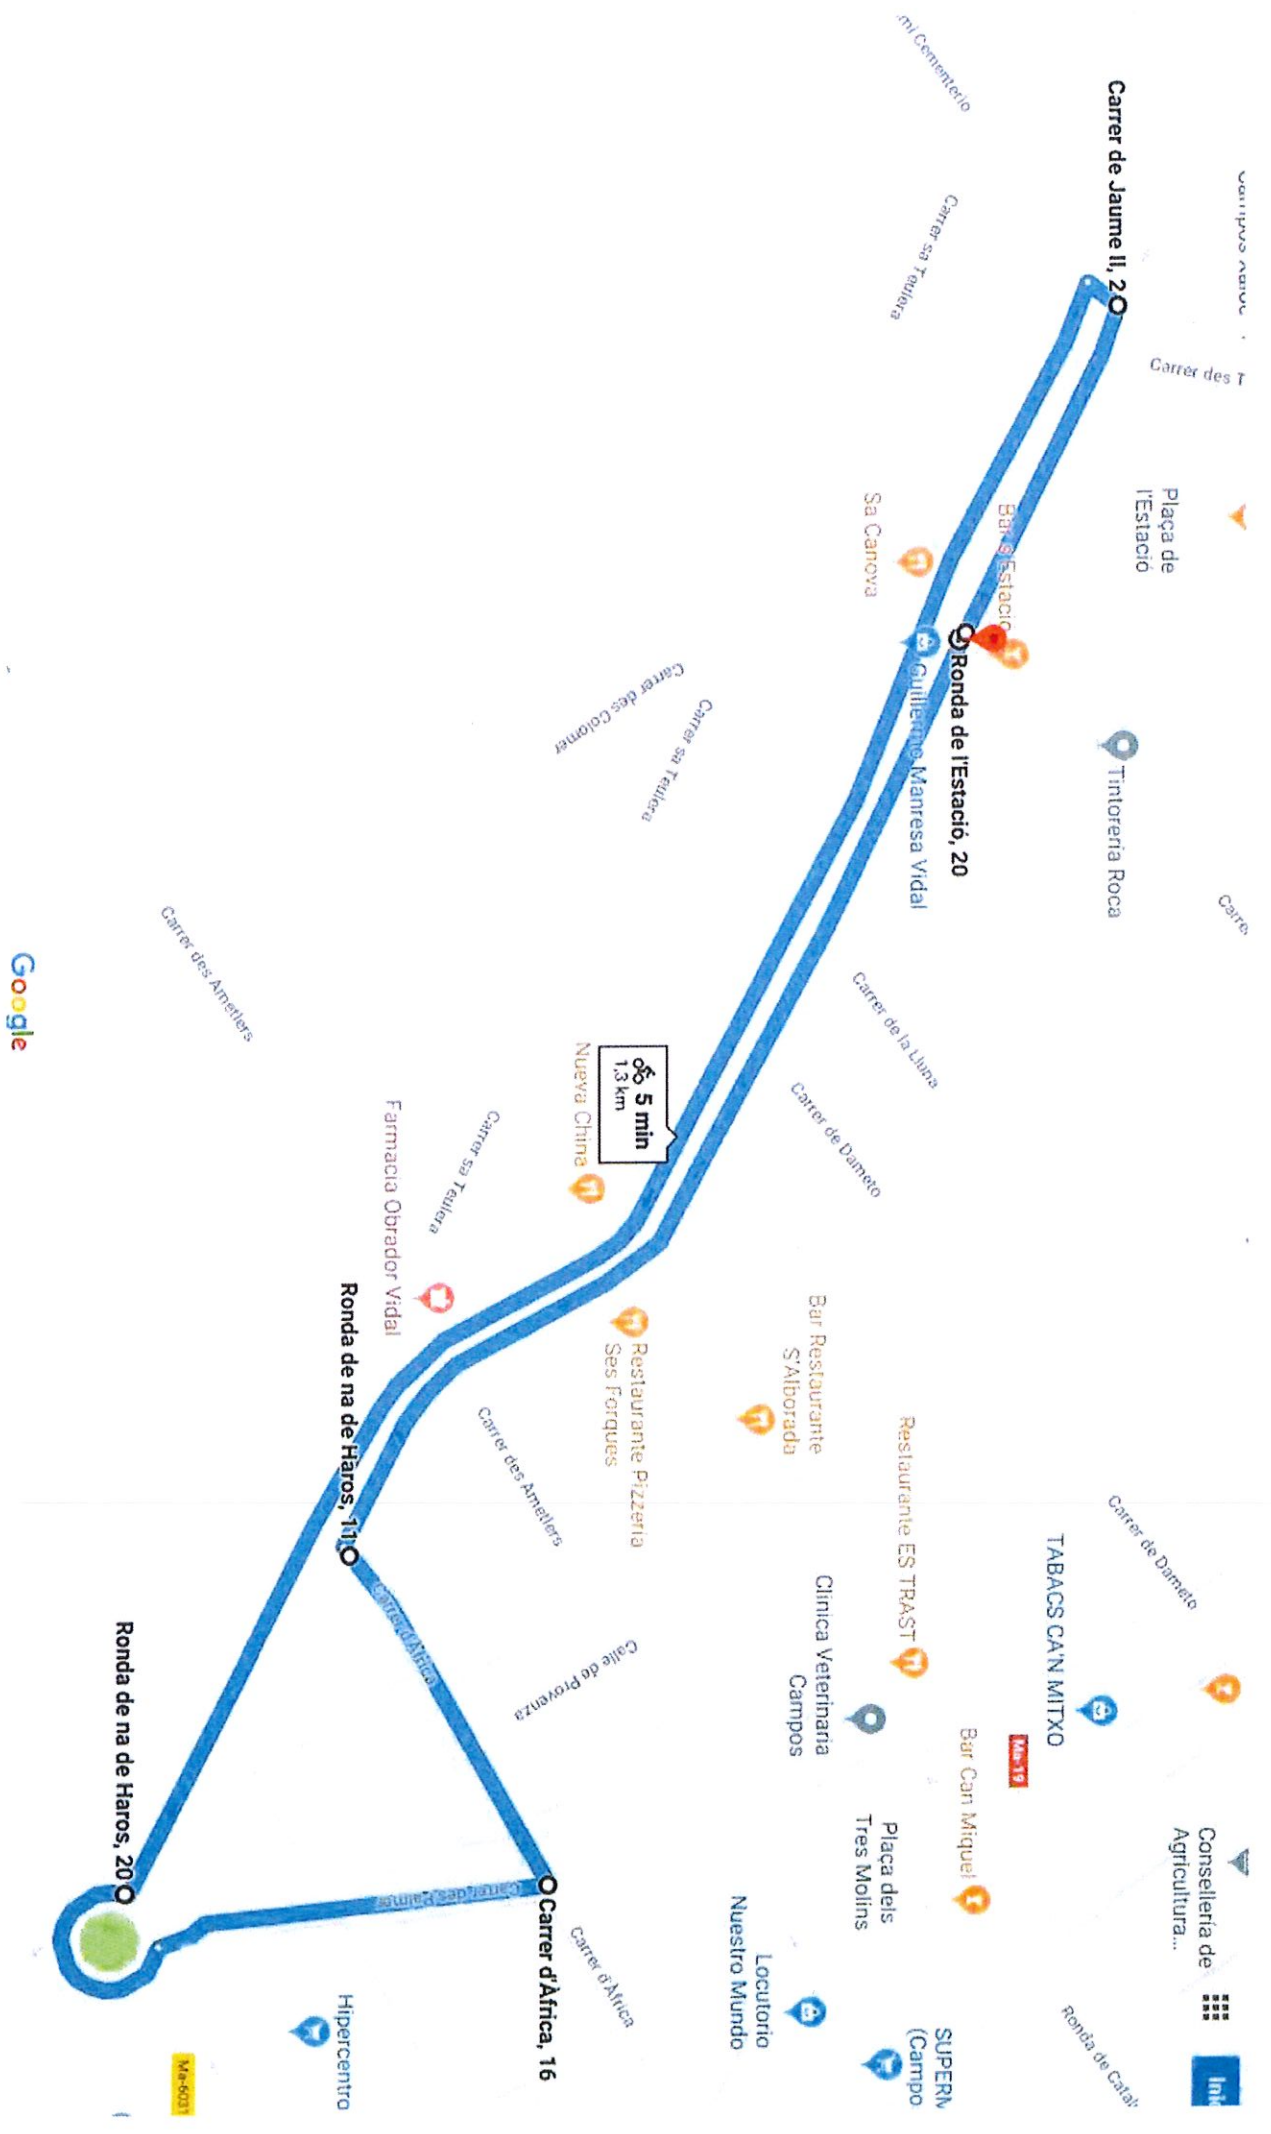 Carrer de Jaume II, 2
Carrer sa Teulera
Carrer des T
Plaça de
l'Estació
Bar s'Estació
Sa Canova
Guillermo Manresa Vidal
Ronda de l'Estació, 20
Tintorería Roca
Carrer des Colomer
Carrer sa Teulera
Carrer de la Lluna
Carrer de Dameto
Carrer des Ametlers
Google
5 min
1,3 km
Nueva China
Carrer sa Teulera
Farmacia Obrador Vidal
Ronda de na de Haros, 11
Restaurante Pizzeria
Ses Forques
Bar Restaurante
S'Alborada
Restaurante ES TRAST
Carrer des Ametlers
Clínica Veterinaria
Campos
Carrer de Dameto
TABACS CA'N MITXO
Ma-19
Bar Can Miquel
Calle de Provenza
Carrer d'Àfrica
Plaça dels
Tres Molins
Consellería de
Agricultura...
Ronda de na de Haros, 20
Carrer des Palmer
Carrer d'Àfrica, 16
Carrer d'Àfrica
Locutorio
Nuestro Mundo
SUPERM
(Campo
Ronda de Catal
Hipercentro
Ma-6031